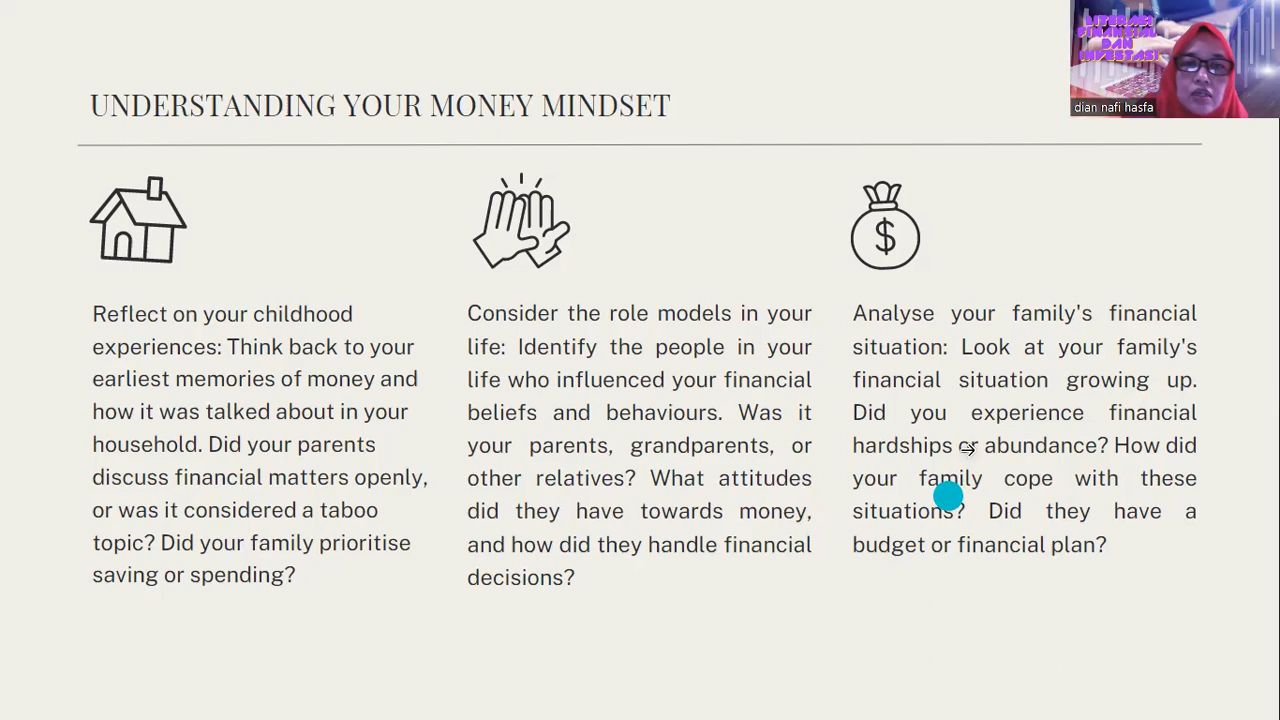 LITERASI
FINANSIAL
DAN
INVESTASI
dian nafi hasfa
UNDERSTANDING YOUR MONEY MINDSET
$
Reflect on your childhood
experiences: Think back to your
earliest memories of money and
how it was talked about in your
household. Did your parents
discuss financial matters openly,
or was it considered a taboo
topic? Did your family prioritise
saving or spending?
Consider the role models in your
life: Identify the people in your
life who influenced your financial
beliefs and behaviours. Was it
your parents, grandparents, or
other relatives? What attitudes
did they have towards money,
and how did they handle financial
decisions?
Analyse your family's financial
situation: Look at your family's
financial situation growing up.
Did you experience financial
hardships or abundance? How did
your family cope with these
situations? Did they have a
budget or financial plan?